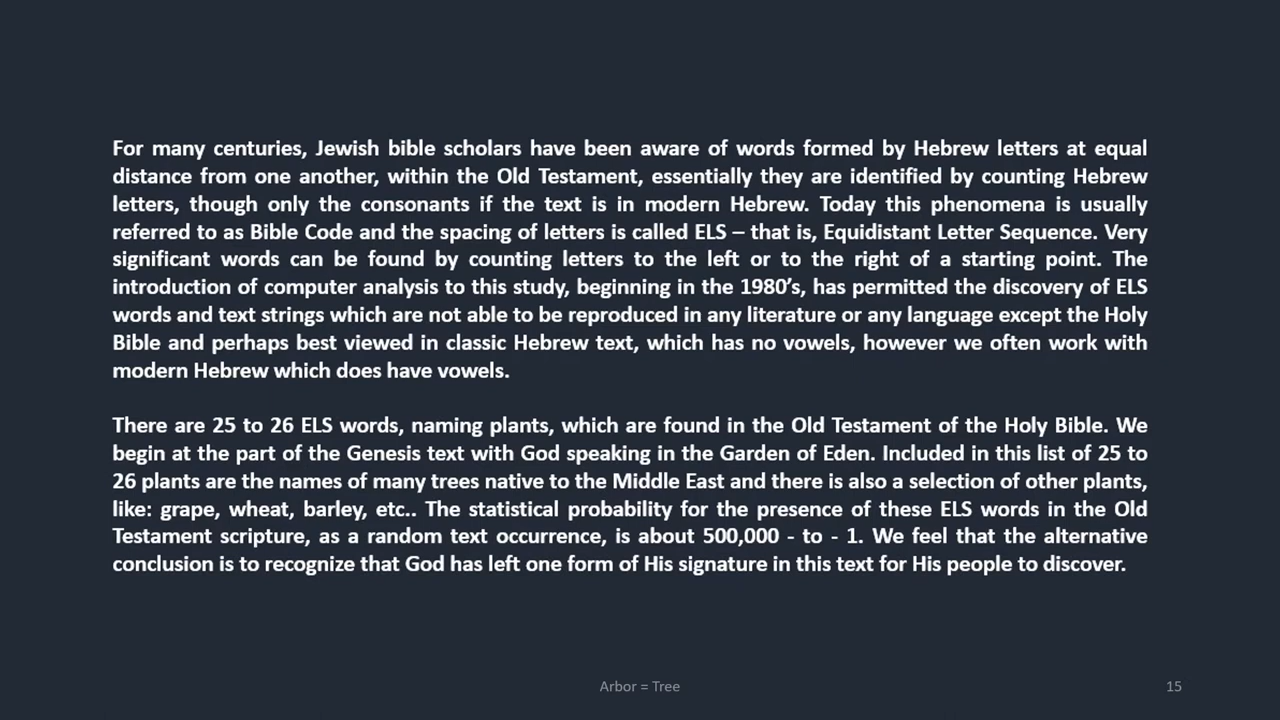 For many centuries, Jewish bible scholars have been aware of words formed by Hebrew letters at equal
distance from one another, within the Old Testament, essentially they are identified by counting Hebrew
letters, though only the consonants if the text is in modern Hebrew. Today this phenomena is usually
referred to as Bible Code and the spacing of letters is called ELS – that is, Equidistant Letter Sequence. Very
significant words can be found by counting letters to the left or to the right of a starting point. The
introduction of computer analysis to this study, beginning in the 1980’s, has permitted the discovery of ELS
words and text strings which are not able to be reproduced in any literature or any language except the Holy
Bible and perhaps best viewed in classic Hebrew text, which has no vowels, however we often work with
modern Hebrew which does have vowels.
There are 25 to 26 ELS words, naming plants, which are found in the Old Testament of the Holy Bible. We
begin at the part of the Genesis text with God speaking in the Garden of Eden. Included in this list of 25 to
26 plants are the names of many trees native to the Middle East and there is also a selection of other plants,
like: grape, wheat, barley, etc.. The statistical probability for the presence of these ELS words in the Old
Testament scripture, as a random text occurrence, is about 500,000 - to - 1. We feel that the alternative
conclusion is to recognize that God has left one form of His signature in this text for His people to discover.
Arbor = Tree
15